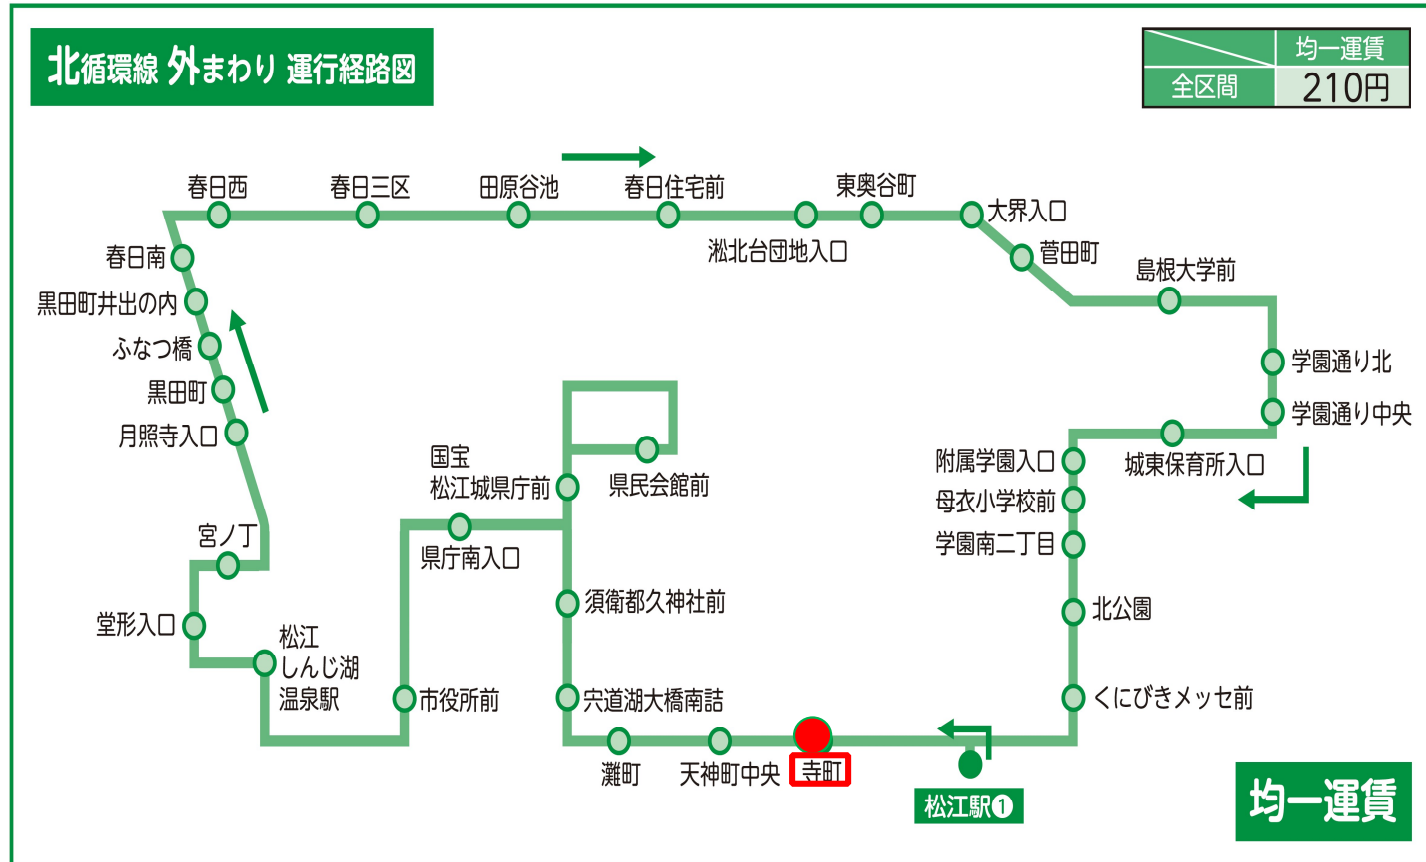 北循環線 外まわり 運行経路図
均一運賃
全区間 210円
春日西
春日三区
田原谷池
春日住宅前
東奥谷町
大界入口
淞北台団地入口
菅田町
春日南
島根大学前
黒田町井出の内
ふなつ橋
学園通り北
黒田町
学園通り中央
月照寺入口
国宝
松江城県庁前
県民会館前
附属学園入口
城東保育所入口
母衣小学校前
宮ノ丁
県庁南入口
学園南二丁目
堂形入口
須衛都久神社前
北公園
松江
しんじ湖
温泉駅
市役所前
宍道湖大橋南詰
くにびきメッセ前
灘町
天神町中央
寺町
松江駅❶
均一運賃